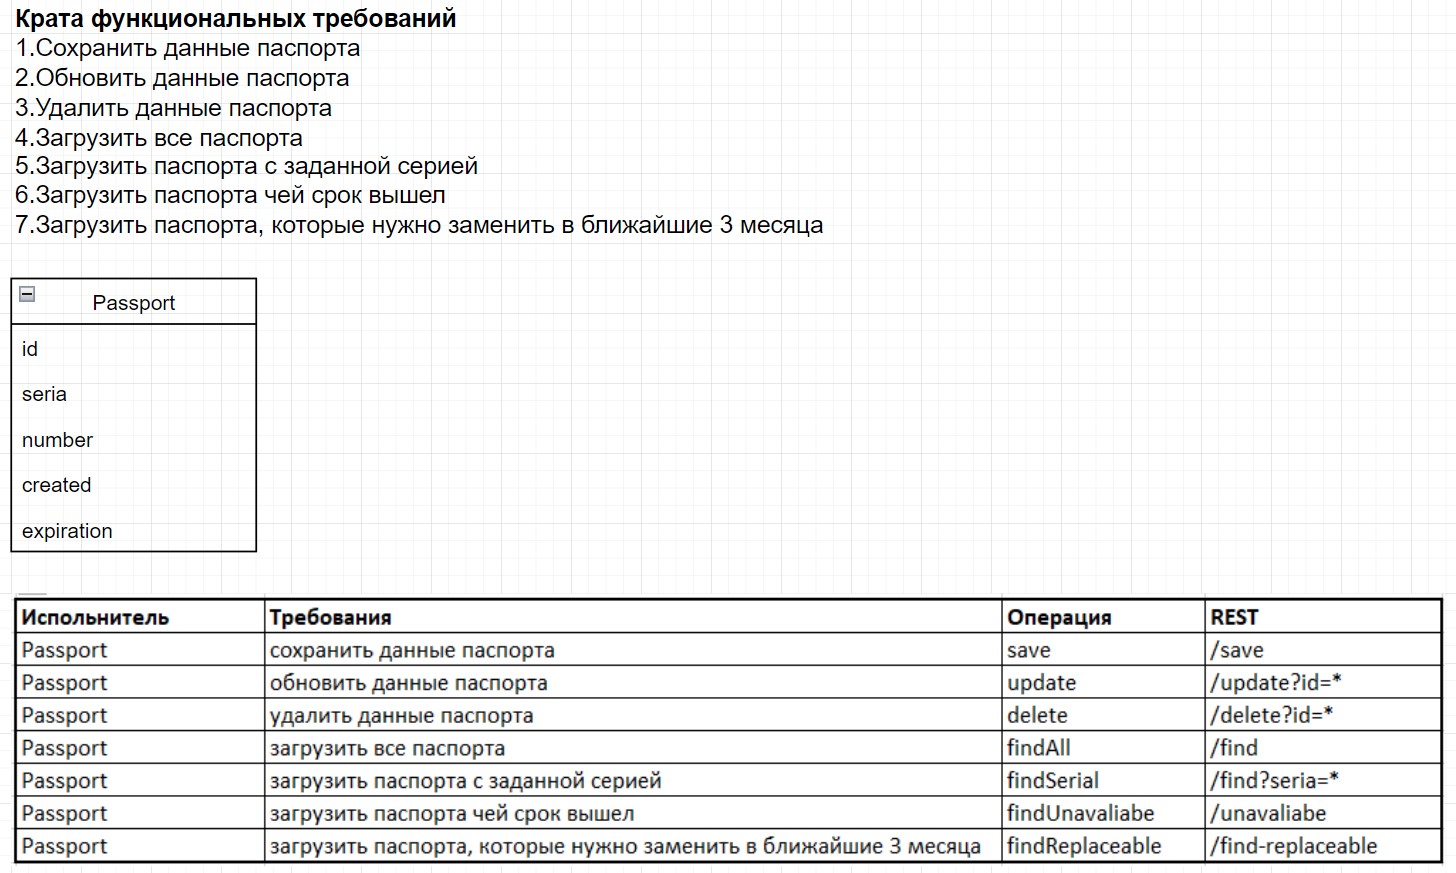 Крата функциональных требований
1.Сохранить данные паспорта
2.Обновить данные паспорта
3.Удалить данные паспорта
4.Загрузить все паспорта
5.Загрузить паспорта с заданной серией
6.Загрузить паспорта чей срок вышел
7.Загрузить паспорта, которые нужно заменить в ближайшие 3 месяца
Passport
id
seria
number
created
expiration
Испольнитель Требования Операция REST
Passport сохранить данные паспорта save /save
Passport обновить данные паспорта update /update?id=*
Passport удалить данные паспорта delete /delete?id=*
Passport загрузить все паспорта findAll /find
Passport загрузить паспорта с заданной серией findSerial /find?seria=*
Passport загрузить паспорта чей срок вышел findUnavaliabe /unavaliabe
Passport загрузить паспорта, которые нужно заменить в ближайшие 3 месяца findReplaceable /find-replaceable